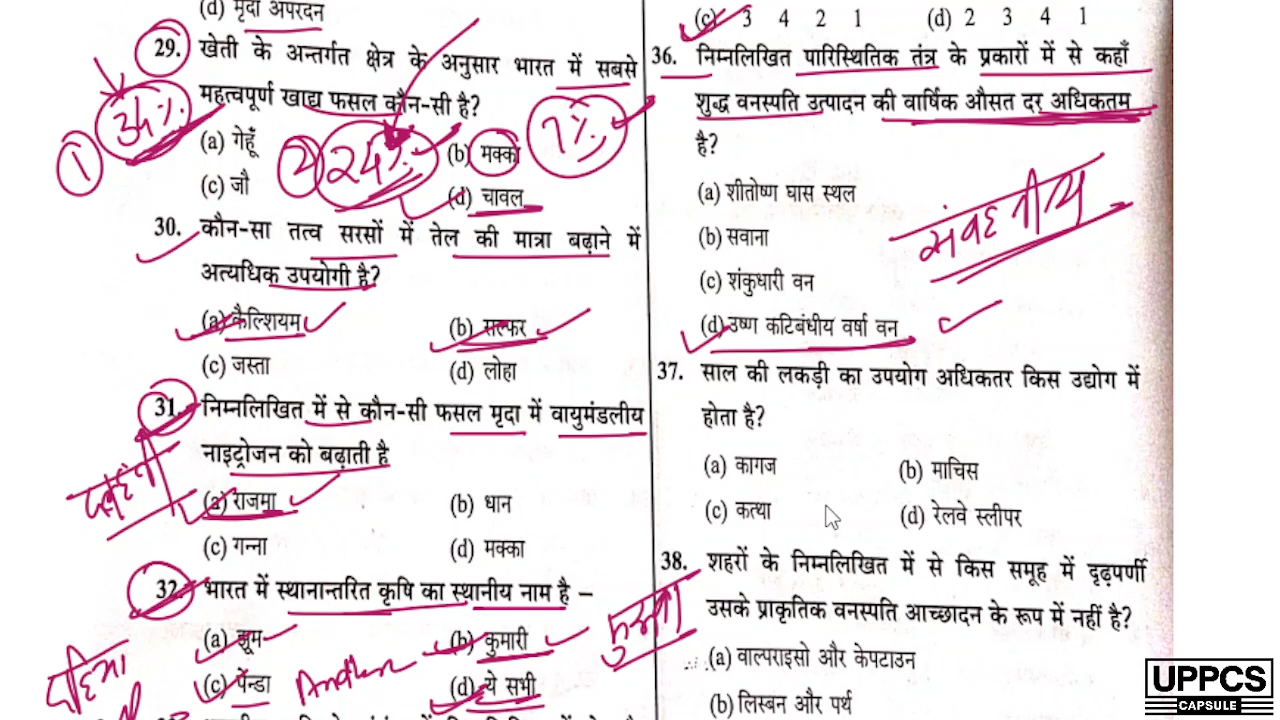 (d) मृदा अपरदन
29. खेती के अन्तर्गत क्षेत्र के अनुसार भारत में सबसे
महत्वपूर्ण खाद्य फसल कौन-सी है?
① 34%
② 24%
9%
(a) गेहूँ (b) मक्का
(c) जौ (d) चावल
30. कौन-सा तत्व सरसों में तेल की मात्रा बढ़ाने में
अत्यधिक उपयोगी है?
(a) कैल्शियम (b) सल्फर
(c) जस्ता (d) लोहा
31. निम्नलिखित में से कौन-सी फसल मृदा में वायुमंडलीय
नाइट्रोजन को बढ़ाती है
(a) राजमा (b) धान
(c) गन्ना (d) मक्का
32. भारत में स्थानान्तरित कृषि का स्थानीय नाम है –
(a) झूम (b) कुमारी
(c) पेन्डा (d) ये सभी
(c) 3 4 2 1 (d) 2 3 4 1
36. निम्नलिखित पारिस्थितिक तंत्र के प्रकारों में से कहाँ
शुद्ध वनस्पति उत्पादन की वार्षिक औसत दर अधिकतम
है?
(a) शीतोष्ण घास स्थल
(b) सवाना
(c) शंकुधारी वन
(d) उष्ण कटिबंधीय वर्षा वन
37. साल की लकड़ी का उपयोग अधिकतर किस उद्योग में
होता है?
(a) कागज (b) माचिस
(c) कत्था (d) रेलवे स्लीपर
38. शहरों के निम्नलिखित में से किस समूह में दृढ़पर्णी
उसके प्राकृतिक वनस्पति आच्छादन के रूप में नहीं है?
(a) वाल्पराइसो और केपटाउन
(b) लिस्बन और पर्थ
UPPCS
CAPSULE